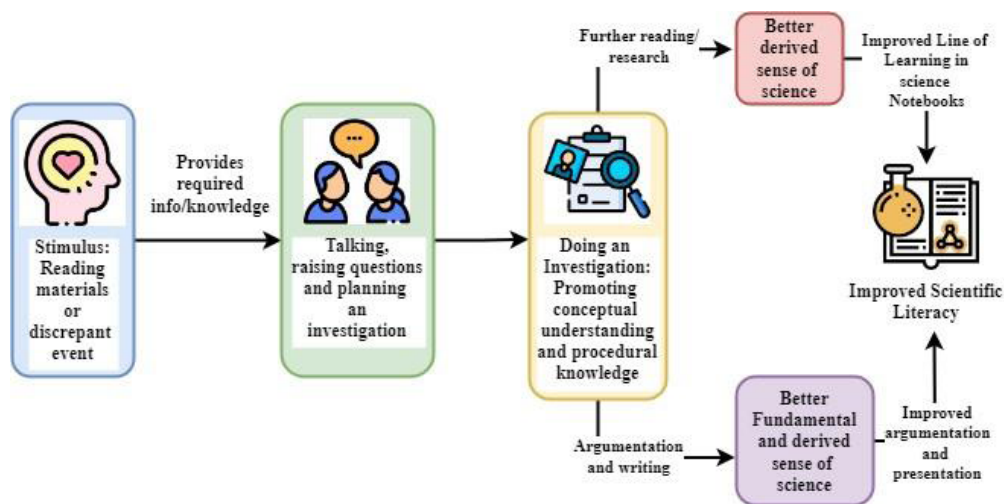 Stimulus:
Reading
materials
or
discrepant
event
Provides
required
info/knowledge
...
Talking,
raising questions
and planning
an
investigation
Doing an
Investigation:
Promoting
conceptual
understanding
and procedural
knowledge
Further reading/
research
Better
derived
sense of
science
Improved Line of
Learning in
science
Notebooks
Argumentation
and writing
Better
Fundamental
and derived
sense of
science
Improved
argumentation
and
presentation
Improved Scientific
Literacy